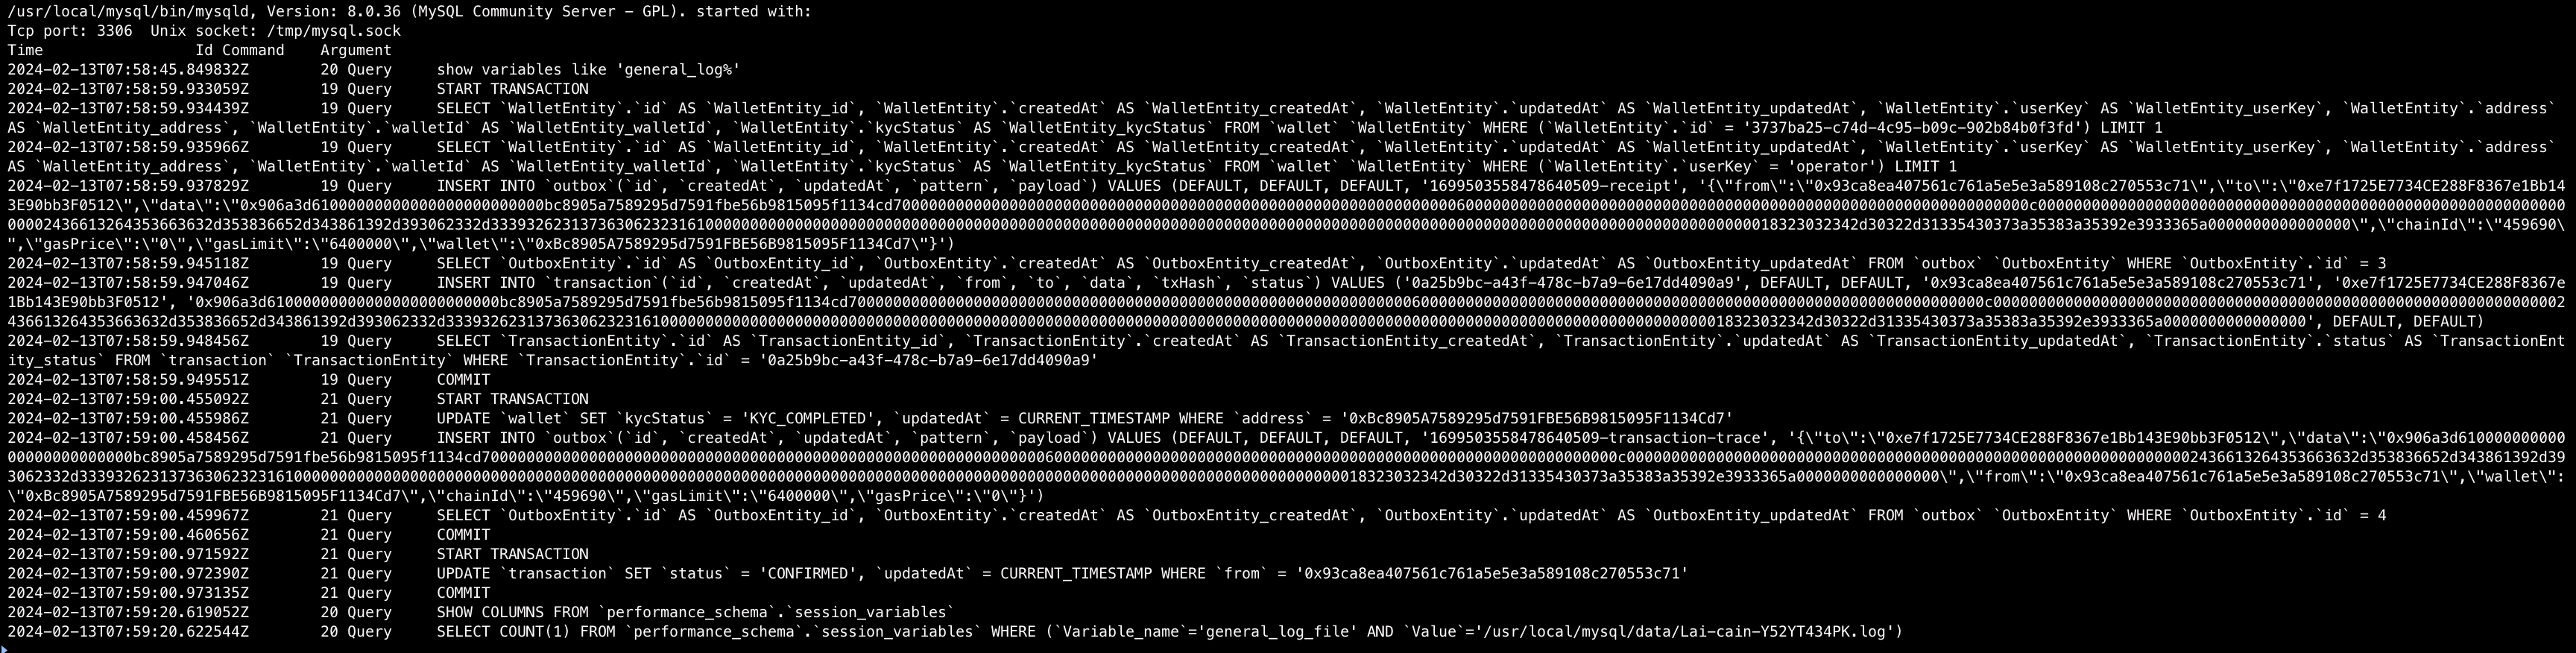 /usr/local/mysql/bin/mysqld, Version: 8.0.36 (MySQL Community Server - GPL). started with:
Tcp port: 3306  Unix socket: /tmp/mysql.sock
Time                 Id Command    Argument
2024-02-13T07:58:45.849832Z        20 Query     show variables like 'general_log%'
2024-02-13T07:58:59.933059Z        19 Query     START TRANSACTION
2024-02-13T07:58:59.934439Z        19 Query     SELECT `WalletEntity`.`id` AS `WalletEntity_id`, `WalletEntity`.`createdAt` AS `WalletEntity_createdAt`, `WalletEntity`.`updatedAt` AS `WalletEntity_updatedAt`, `WalletEntity`.`userKey` AS `WalletEntity_userKey`, `WalletEntity`.`address`
AS `WalletEntity_address`, `WalletEntity`.`walletId` AS `WalletEntity_walletId`, `WalletEntity`.`kycStatus` AS `WalletEntity_kycStatus` FROM `wallet` `WalletEntity` WHERE (`WalletEntity`.`id` = '3737ba25-c74d-4c95-b09c-902b84b0f3fd') LIMIT 1
2024-02-13T07:58:59.935966Z        19 Query     SELECT `WalletEntity`.`id` AS `WalletEntity_id`, `WalletEntity`.`createdAt` AS `WalletEntity_createdAt`, `WalletEntity`.`updatedAt` AS `WalletEntity_updatedAt`, `WalletEntity`.`userKey` AS `WalletEntity_userKey`, `WalletEntity`.`address`
AS `WalletEntity_address`, `WalletEntity`.`walletId` AS `WalletEntity_walletId`, `WalletEntity`.`kycStatus` AS `WalletEntity_kycStatus` FROM `wallet` `WalletEntity` WHERE (`WalletEntity`.`userKey` = 'operator') LIMIT 1
2024-02-13T07:58:59.937829Z        19 Query     INSERT INTO `outbox`(`id`, `createdAt`, `updatedAt`, `pattern`, `payload`) VALUES (DEFAULT, DEFAULT, DEFAULT, '1699503558478640509-receipt', '{\"from\":\"0x93ca8ea407561c761a5e5e3a589108c270553c71\",\"to\":\"0xe7f1725E7734CE288F8367e1Bb14
3E90bb3F0512\",\"data\":\"
\",\"chainId\":\"459690\
",\"gasPrice\":\"0\",\"gasLimit\":\"6400000\",\"wallet\":\"0xBc8905A7589295d7591FBE56B9815095F1134Cd7\"}')
2024-02-13T07:58:59.945118Z        19 Query     SELECT `OutboxEntity`.`id` AS `OutboxEntity_id`, `OutboxEntity`.`createdAt` AS `OutboxEntity_createdAt`, `OutboxEntity`.`updatedAt` AS `OutboxEntity_updatedAt` FROM `outbox` `OutboxEntity` WHERE `OutboxEntity`.`id` = 3
2024-02-13T07:58:59.947046Z        19 Query     INSERT INTO `transaction`(`id`, `createdAt`, `updatedAt`, `from`, `to`, `data`, `txHash`, `status`) VALUES ('0a25b9bc-a43f-478c-b7a9-6e17dd4090a9', DEFAULT, DEFAULT, '0x93ca8ea407561c761a5e5e3a589108c270553c71', '0xe7f1725E7734CE288F8367e
1Bb143E90bb3F0512',
DEFAULT, DEFAULT)
2024-02-13T07:58:59.948456Z        19 Query     SELECT `TransactionEntity`.`id` AS `TransactionEntity_id`, `TransactionEntity`.`createdAt` AS `TransactionEntity_createdAt`, `TransactionEntity`.`updatedAt` AS `TransactionEntity_updatedAt`, `TransactionEntity`.`status` AS `TransactionEnt
ity_status` FROM `transaction` `TransactionEntity` WHERE `TransactionEntity`.`id` = '0a25b9bc-a43f-478c-b7a9-6e17dd4090a9'
2024-02-13T07:58:59.949551Z        19 Query     COMMIT
2024-02-13T07:59:00.455092Z        21 Query     START TRANSACTION
2024-02-13T07:59:00.455986Z        21 Query     UPDATE `wallet` SET `kycStatus` = 'KYC_COMPLETED', `updatedAt` = CURRENT_TIMESTAMP WHERE `address` = '0xBc8905A7589295d7591FBE56B9815095F1134Cd7'
2024-02-13T07:59:00.458456Z        21 Query     INSERT INTO `outbox`(`id`, `createdAt`, `updatedAt`, `pattern`, `payload`) VALUES (DEFAULT, DEFAULT, DEFAULT, '1699503558478640509-transaction-trace', '{\"to\":\"0xe7f1725E7734CE288F8367e1Bb143E90bb3F0512\",\"data\":\"0x906a3d610000000000
\",\"from\":\"0x93ca8ea407561c761a5e5e3a589108c270553c71\",\"wallet\":
\"0xBc8905A7589295d7591FBE56B9815095F1134Cd7\",\"chainId\":\"459690\",\"gasLimit\":\"6400000\",\"gasPrice\":\"0\"}')
2024-02-13T07:59:00.459967Z        21 Query     SELECT `OutboxEntity`.`id` AS `OutboxEntity_id`, `OutboxEntity`.`createdAt` AS `OutboxEntity_createdAt`, `OutboxEntity`.`updatedAt` AS `OutboxEntity_updatedAt` FROM `outbox` `OutboxEntity` WHERE `OutboxEntity`.`id` = 4
2024-02-13T07:59:00.460656Z        21 Query     COMMIT
2024-02-13T07:59:00.971592Z        21 Query     START TRANSACTION
2024-02-13T07:59:00.972390Z        21 Query     UPDATE `transaction` SET `status` = 'CONFIRMED', `updatedAt` = CURRENT_TIMESTAMP WHERE `from` = '0x93ca8ea407561c761a5e5e3a589108c270553c71'
2024-02-13T07:59:00.973135Z        21 Query     COMMIT
2024-02-13T07:59:20.619052Z        20 Query     SHOW COLUMNS FROM `performance_schema`.`session_variables`
2024-02-13T07:59:20.622544Z        20 Query     SELECT COUNT(1) FROM `performance_schema`.`session_variables` WHERE (`Variable_name`='general_log_file' AND `Value`='/usr/local/mysql/data/Lai-cain-Y52YT434PK.log')